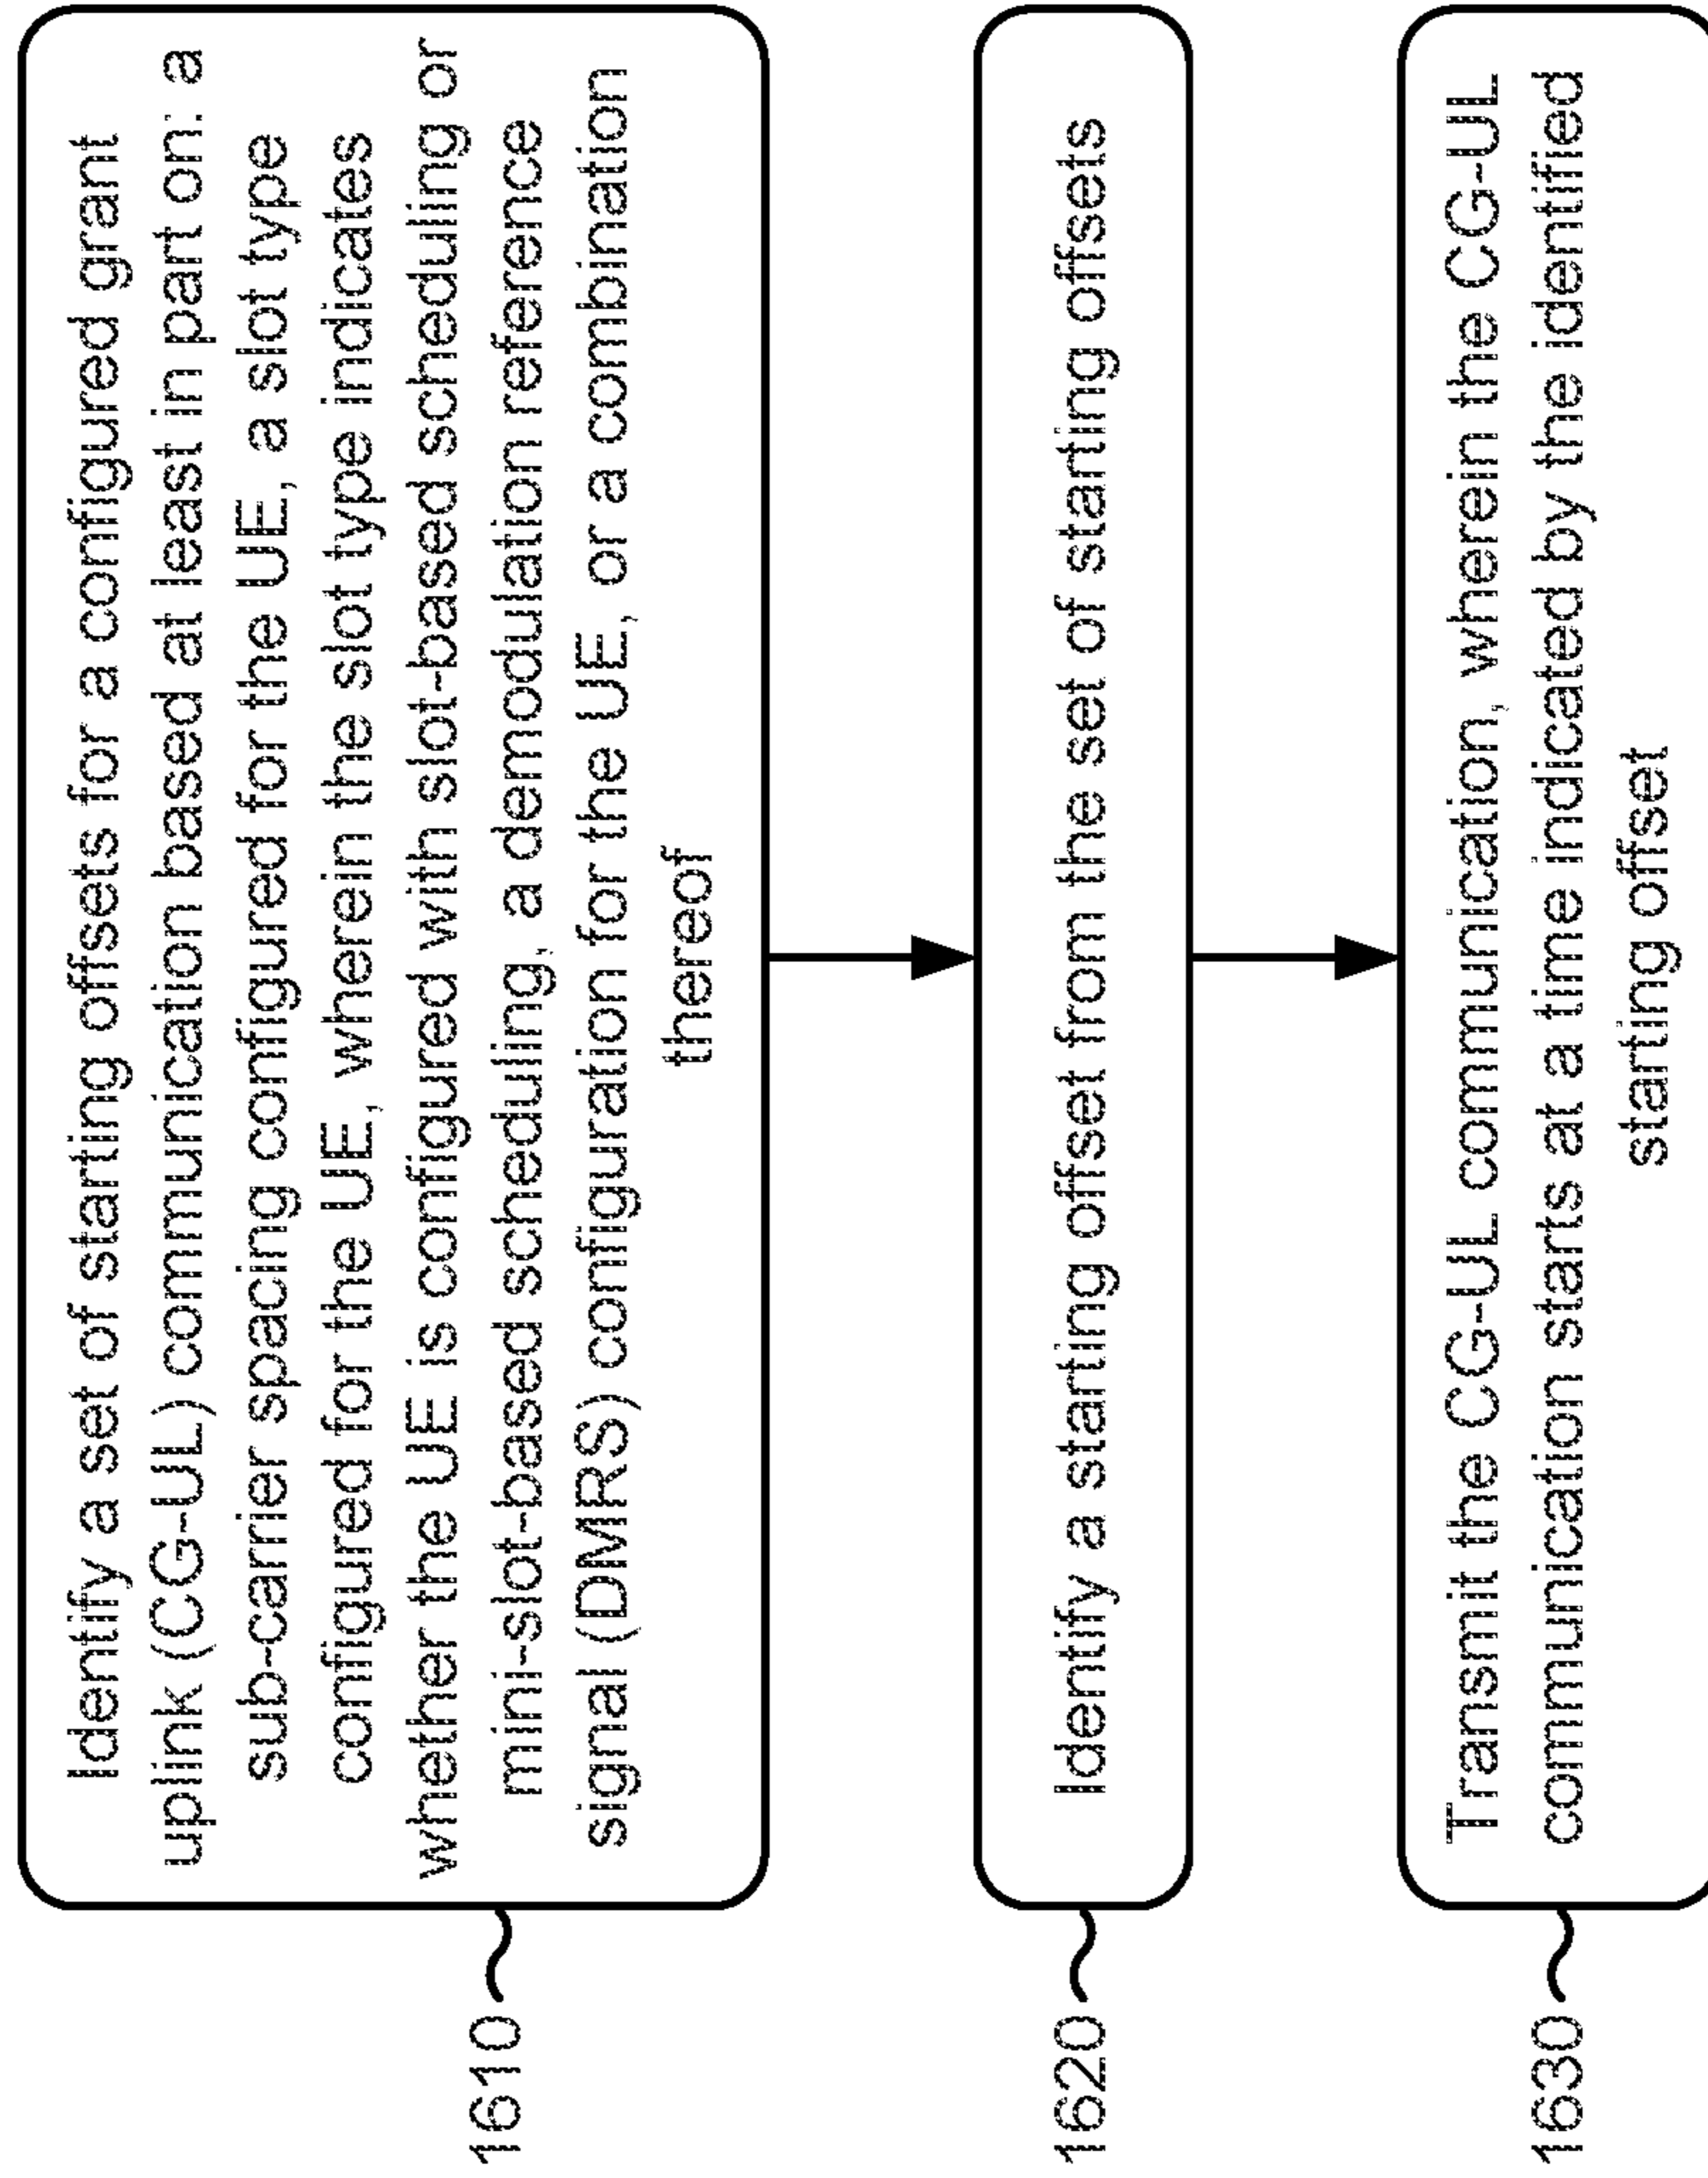 Identify a set of starting offsets for a configured grant
uplink (CG-UL) communication based at least in part on: a
sub-carrier spacing configured for the UE, a slot type
configured for the UE, wherein the slot type indicates
whether the UE is configured with slot-based scheduling or
mini-slot-based scheduling, a demodulation reference
signal (DMRS) configuration for the UE, or a combination
thereof
1610
Identify a starting offset from the set of starting offsets
1620
Transmit the CG-UL communication, wherein the CG-UL
communication starts at a time indicated by the identified
starting offset
1630